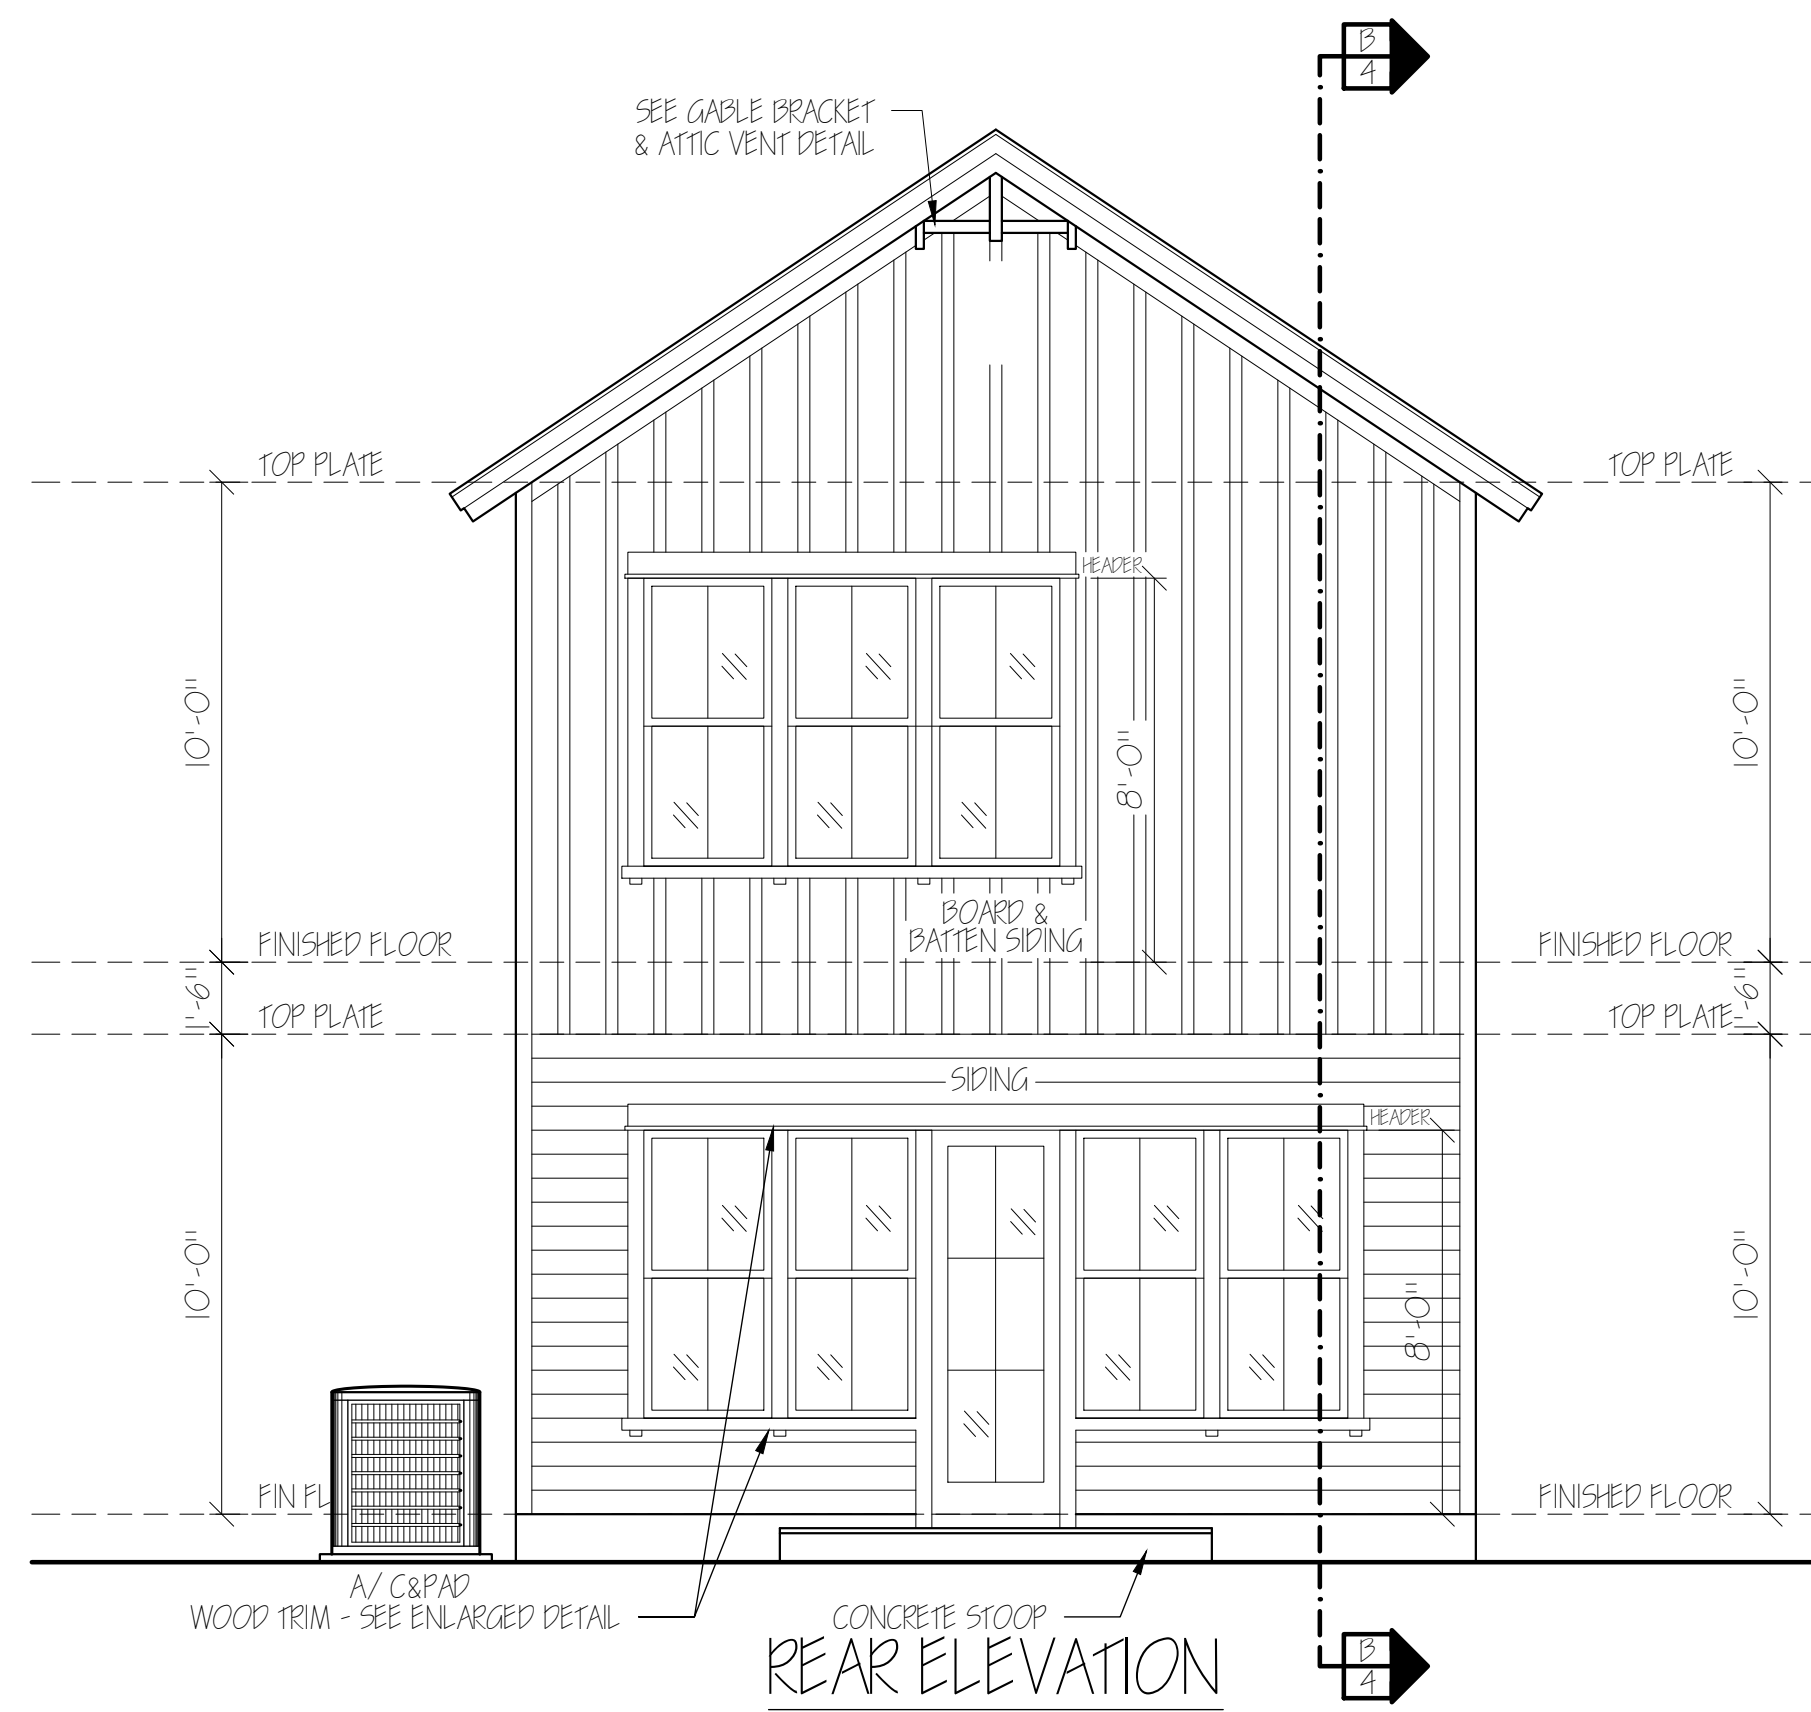 B
4
SEE GABLE BRACKET
& ATTIC VENT DETAIL
TOP PLATE
TOP PLATE
HEADER
10'-0"
8'-0"
10'-0"
BOARD &
BATTEN SIDING
FINISHED FLOOR
FINISHED FLOOR
1'-6"
1'-6"
TOP PLATE
TOP PLATE
SIDING
HEADER
10'-0"
8'-0"
10'-0"
FIN FL
FINISHED FLOOR
A/C&PAD
WOOD TRIM - SEE ENLARGED DETAIL
CONCRETE STOOP
REAR ELEVATION
B
4